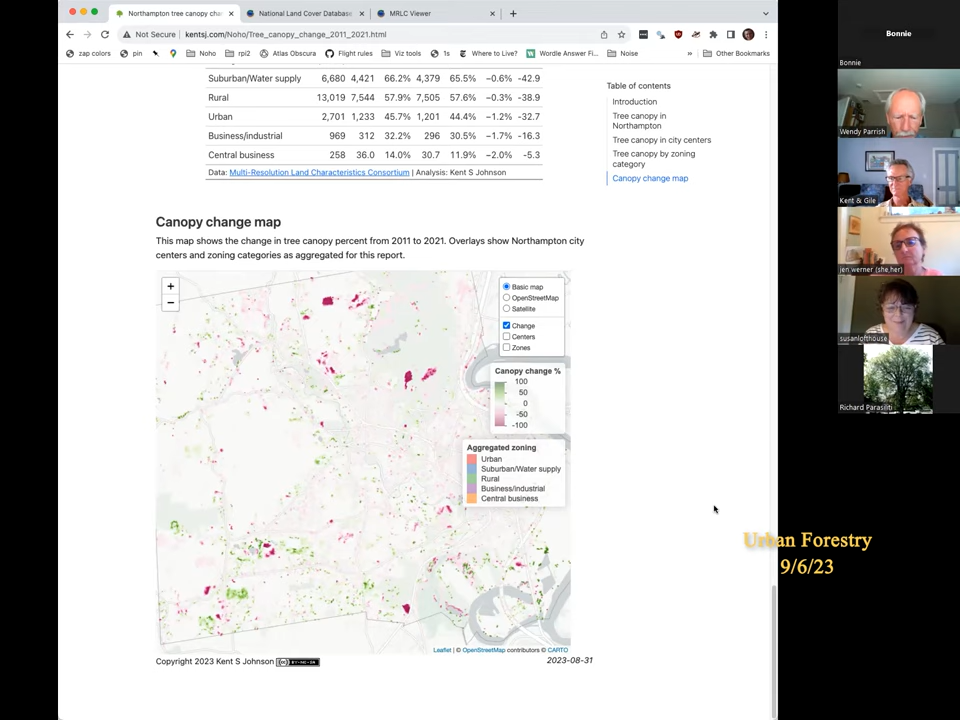 Northampton tree canopy chan
National Land Cover Database
MRLC Viewer
Not Secure | kentsj.com/Noho/Tree_canopy_change_2011_2021.html
zap colors
pin
Noho
rpi2
Atlas Obscura
Flight rules
Viz tools
1s
Where to Live?
Wordle Answer Fi...
Noise
»
Other Bookmarks
Suburban/Water supply 6,680 4,421 66.2% 4,379 65.5% −0.6% -42.9
Rural 13,019 7,544 57.9% 7,505 57.6% −0.3% -38.9
Urban 2,701 1,233 45.7% 1,201 44.4% −1.2% -32.7
Business/industrial 969 312 32.2% 296 30.5% −1.7% -16.3
Central business 258 36.0 14.0% 30.7 11.9% −2.0% -5.3
Data: Multi-Resolution Land Characteristics Consortium | Analysis: Kent S Johnson
Table of contents
Introduction
Tree canopy in
Northampton
Tree canopy in city centers
Tree canopy by zoning
category
Canopy change map
Canopy change map
This map shows the change in tree canopy percent from 2011 to 2021. Overlays show Northampton city
centers and zoning categories as aggregated for this report.
+
−
Basic map
OpenStreetMap
Satellite
Change
Centers
Zones
Canopy change %
100
50
0
-50
-100
Aggregated zoning
Urban
Suburban/Water supply
Rural
Business/industrial
Central business
Leaflet | © OpenStreetMap contributors © CARTO
Copyright 2023 Kent S Johnson
2023-08-31
Bonnie
Bonnie
Wendy Parrish
Kent & Gile
jen werner (she,her)
susanlofthouse
Richard Parasiliti
Urban Forestry
9/6/23